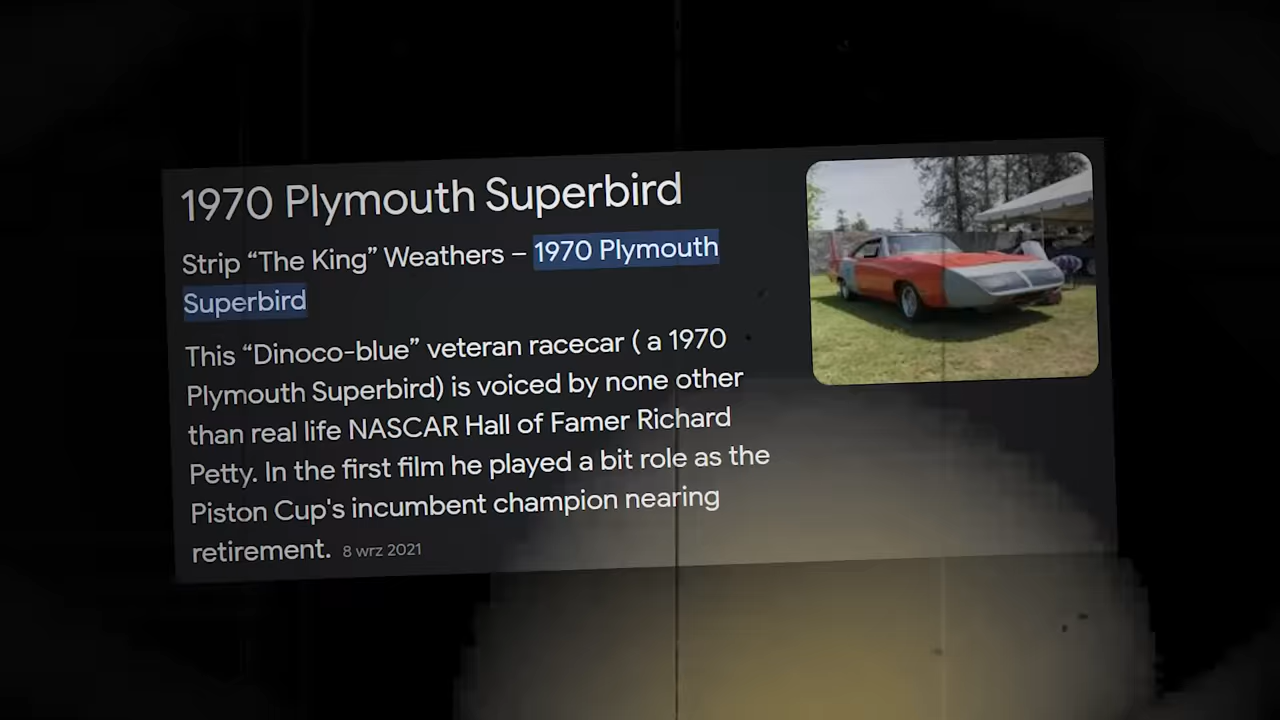 1970 Plymouth Superbird
Strip “The King” Weathers – 1970 Plymouth
Superbird
This “Dinoco-blue” veteran racecar ( a 1970
Plymouth Superbird) is voiced by none other
than real life NASCAR Hall of Famer Richard
Petty. In the first film he played a bit role as the
Piston Cup's incumbent champion nearing
retirement. 8 wrz 2021